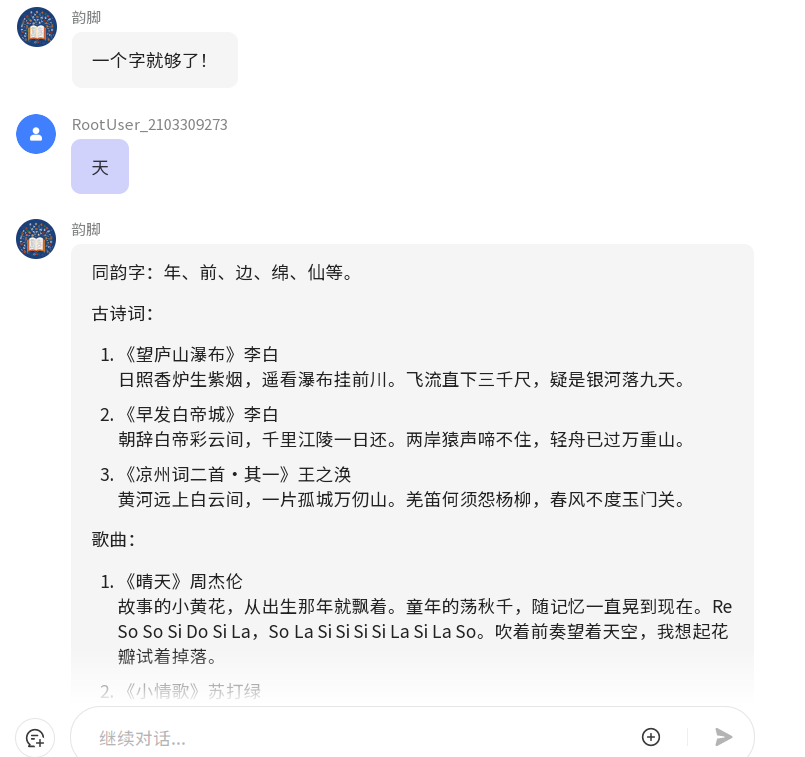 韵脚
一个字就够了！
RootUser_2103309273
天
韵脚
同韵字：年、前、边、绵、仙等。
古诗词：
1. 《望庐山瀑布》李白
日照香炉生紫烟，遥看瀑布挂前川。飞流直下三千尺，疑是银河落九天。
2. 《早发白帝城》李白
朝辞白帝彩云间，千里江陵一日还。两岸猿声啼不住，轻舟已过万重山。
3. 《凉州词二首·其一》王之涣
黄河远上白云间，一片孤城万仞山。羌笛何须怨杨柳，春风不度玉门关。
歌曲：
1. 《晴天》周杰伦
故事的小黄花，从出生那年就飘着。童年的荡秋千，随记忆一直晃到现在。Re
So So Si Do Si La，So La Si Si Si Si La Si La So。吹着前奏望着天空，我想起花
瓣试着掉落。
2. 《小情歌》苏打绿
继续对话...